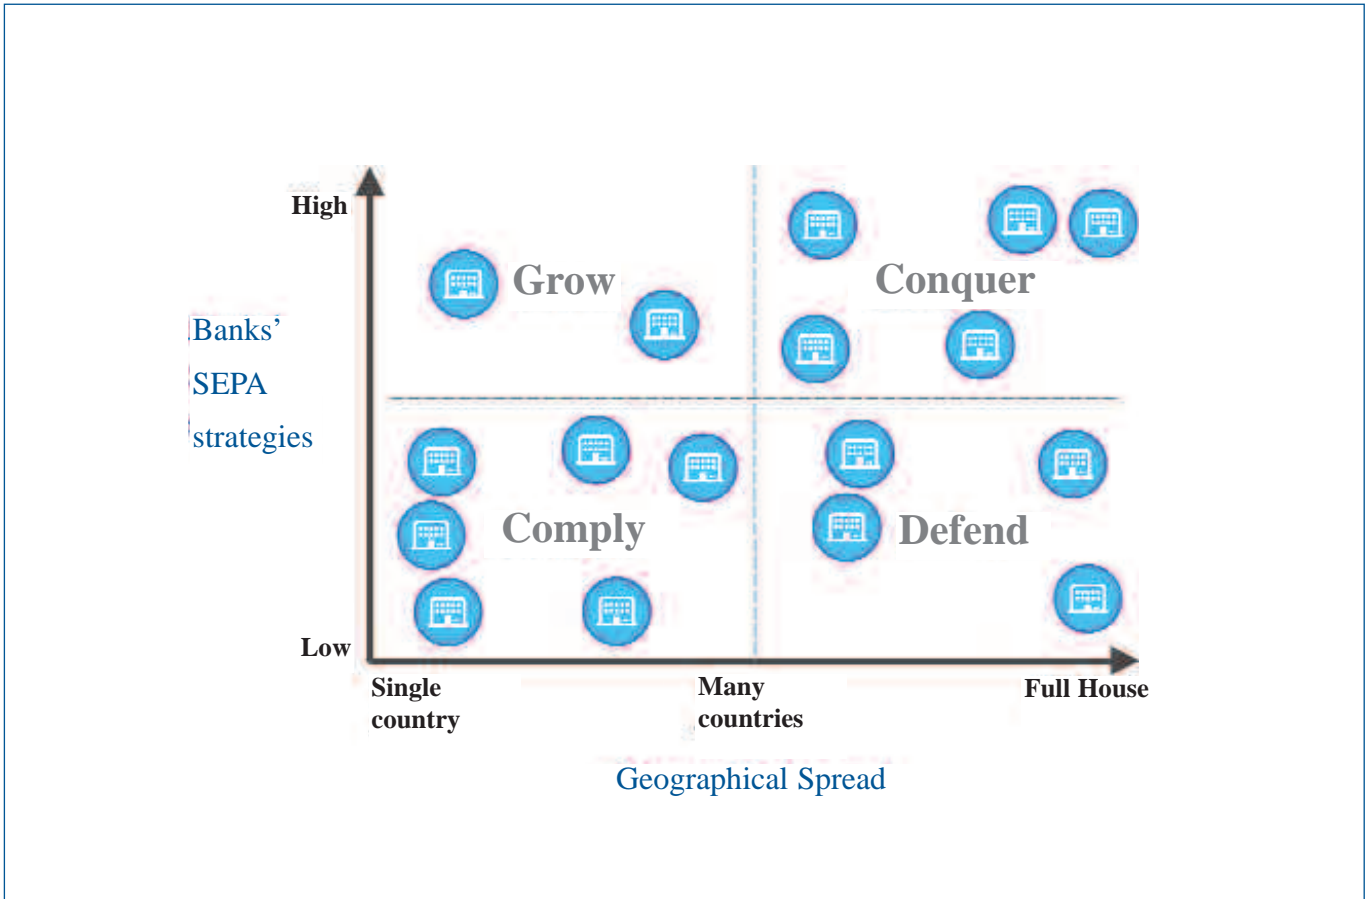 High
Grow
Conquer
Banks’
SEPA
strategies
Comply
Defend
Low
Single
country
Many
countries
Full House
Geographical Spread